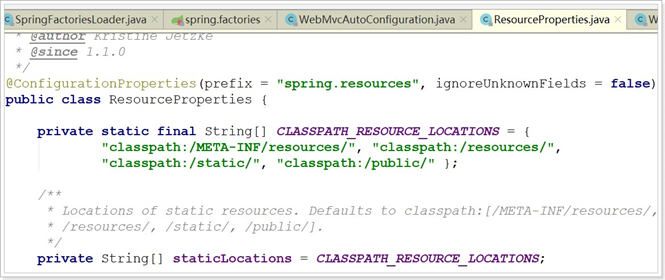 SpringFactoriesLoader.java × spring.factories × WebMvcAutoConfiguration.java × ResourceProperties.java × W
* @author Kristine Jetzke
* @since 1.1.0
*/
@ConfigurationProperties(prefix = "spring.resources", ignoreUnknownFields = false)
public class ResourceProperties {
private static final String[] CLASSPATH_RESOURCE_LOCATIONS = {
"classpath:/META-INF/resources/", "classpath:/resources/",
"classpath:/static/", "classpath:/public/" };
/**
* Locations of static resources. Defaults to classpath:[/META-INF/resources/,
* /resources/, /static/, /public/].
*/
private String[] staticLocations = CLASSPATH_RESOURCE_LOCATIONS;